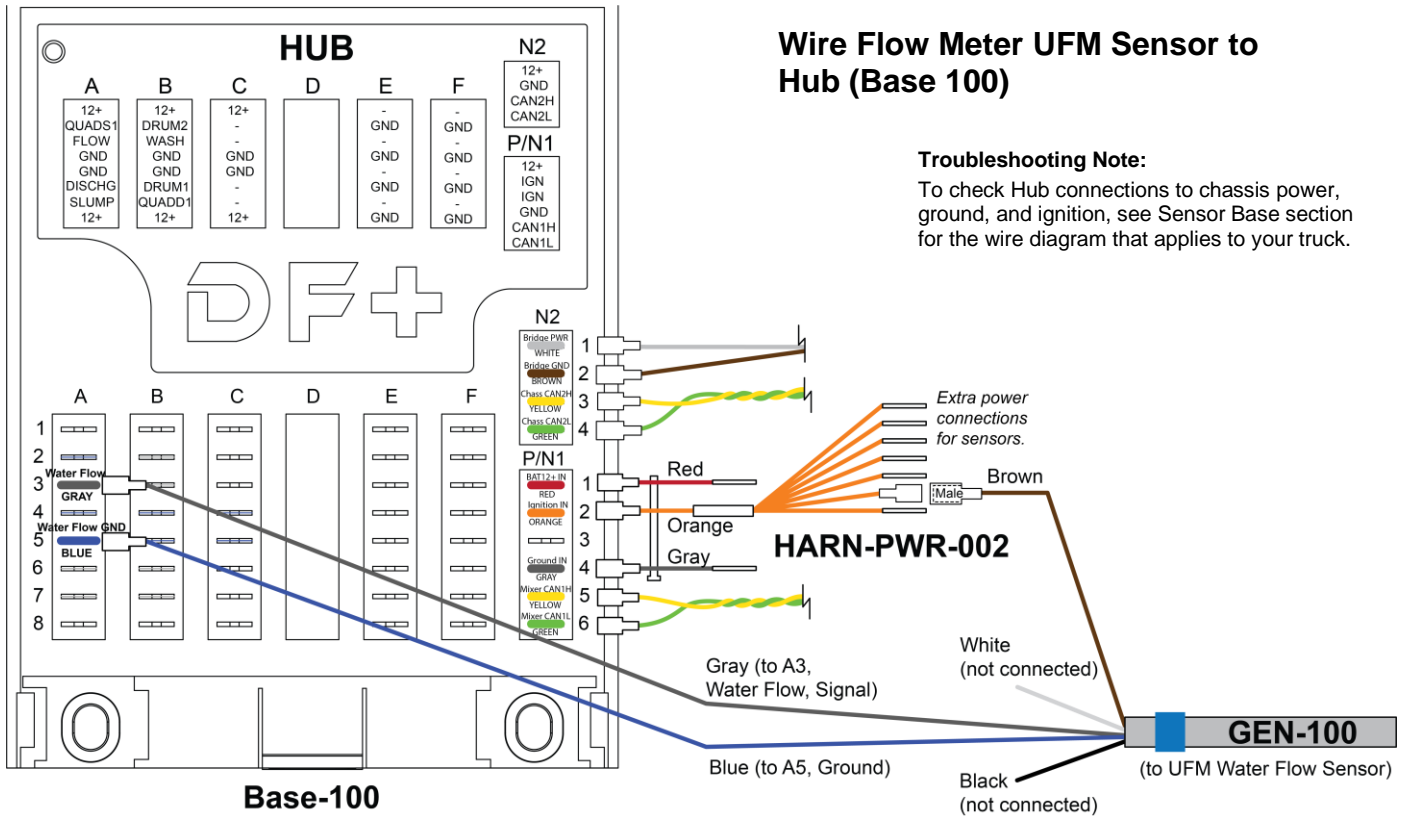 HUB
A B C D E F
12+
QUADS1
FLOW
GND
GND
DISCHG
SLUMP
12+
12+
DRUM2
WASH
GND
GND
DRUM1
QUADD1
12+
12+
-
-
GND
GND
-
-
12+
-
GND
-
GND
-
GND
-
GND
-
GND
-
GND
-
GND
-
GND
N2
12+
GND
CAN2H
CAN2L
P/N1
12+
IGN
IGN
GND
CAN1H
CAN1L
Wire Flow Meter UFM Sensor to
Hub (Base 100)
Troubleshooting Note:
To check Hub connections to chassis power,
ground, and ignition, see Sensor Base section
for the wire diagram that applies to your truck.
DF+
A B C D E F
1
2
3
4
5
6
7
8
Water Flow
GRAY
Water Flow GND
BLUE
N2
Bridge PWR
WHITE
1
Bridge GND
BROWN
2
Chass CAN2H
YELLOW
3
Chass CAN2L
GREEN
4
P/N1
BAT12+ IN
RED
1
Ignition IN
ORANGE
2
3
Ground IN
GRAY
4
Mixer CAN1H
YELLOW
5
Mixer CAN1L
GREEN
6
Red
Orange
Gray
Extra power
connections
for sensors.
Male
Brown
HARN-PWR-002
White
(not connected)
Gray (to A3,
Water Flow, Signal)
Blue (to A5, Ground)
Black
(not connected)
GEN-100
(to UFM Water Flow Sensor)
Base-100